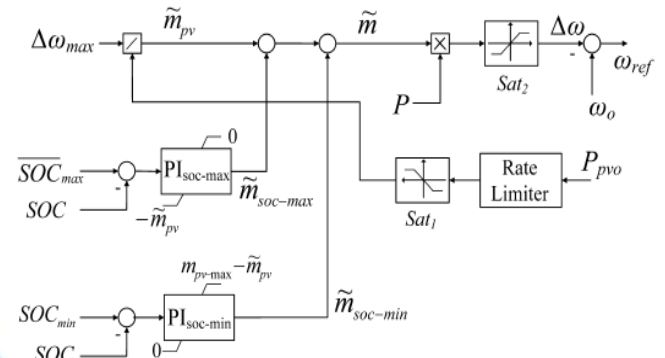 Δω_max / m̃_pv m̃ × Δω
- ω_ref
Sat₂
P ω_o
0
S̅O̅C̅_max PI_soc-max Rate Limiter P_pvo
-
SOC m̃_soc-max
-m̃_pv Sat₁
m_pv-max-m̃_pv
SOC_min PI_soc-min m̃_soc-min
-
SOC 0